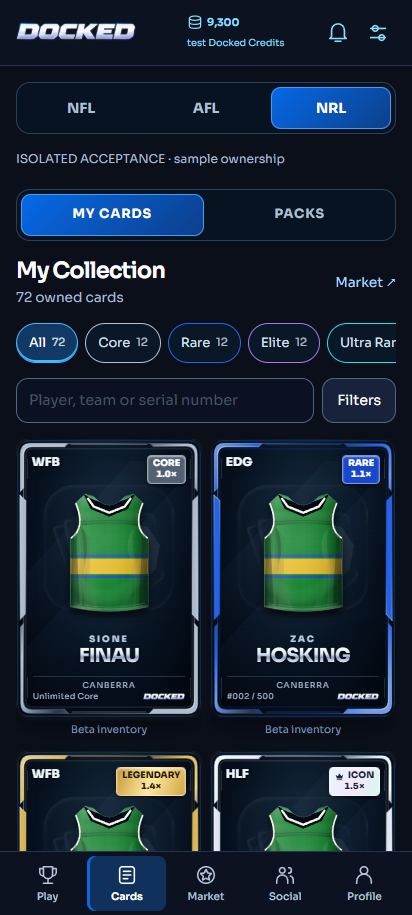 DOCKED
9,300
test Docked Credits
NFL AFL NRL
ISOLATED ACCEPTANCE · sample ownership
MY CARDS PACKS
My Collection
72 owned cards
Market ↗
All 72 Core 12 Rare 12 Elite 12 Ultra Rar
Player, team or serial number
Filters
WFB
CORE
1.0×
SIONE
FINAU
CANBERRA
Unlimited Core DOCKED
Beta inventory
EDG
RARE
1.1×
ZAC
HOSKING
CANBERRA
#002 / 500 DOCKED
Beta inventory
WFB
LEGENDARY
1.4×
HLF
ICON
1.5×
Play Cards Market Social Profile